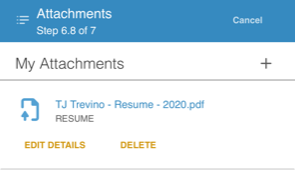 Attachments
Cancel
Step 6.8 of 7
My Attachments +
TJ Trevino - Resume - 2020.pdf
RESUME
EDIT DETAILS DELETE